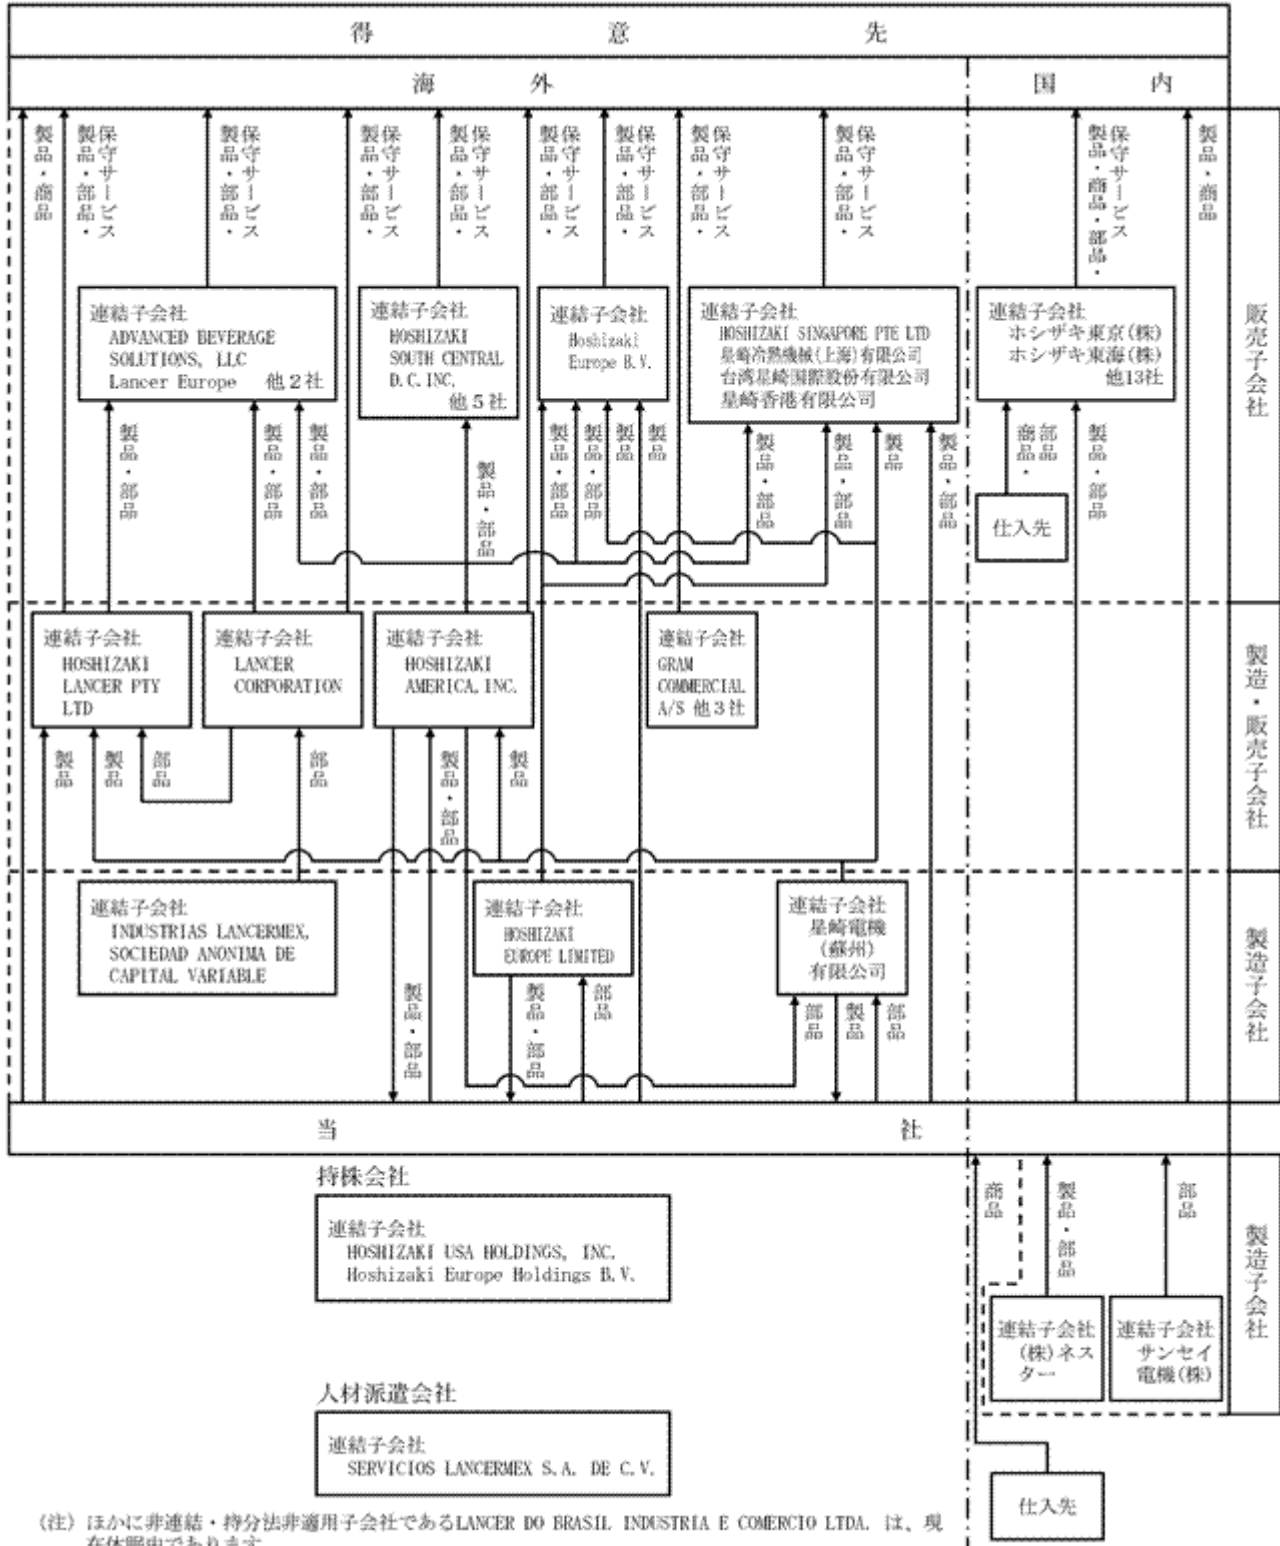 得意先
海外
国内
製品・商品
製品・部品・
保守サービス
製品・部品・
保守サービス
製品・部品・
保守サービス
製品・部品・
保守サービス
製品・部品・
保守サービス
製品・部品・
保守サービス
製品・部品・
保守サービス
製品・部品・
保守サービス
製品・商品・部品・
保守サービス
製品・商品
販売子会社
連結子会社
ADVANCED BEVERAGE
SOLUTIONS, LLC
Lancer Europe 他2社
連結子会社
HOSHIZAKI
SOUTH CENTRAL
D.C. INC.
他5社
連結子会社
Hoshizaki
Europe B.V.
連結子会社
HOSHIZAKI SINGAPORE PTE LTD
星崎冷熱機械(上海)有限公司
台湾星崎国際股份有限公司
星崎香港有限公司
連結子会社
ホシザキ東京(株)
ホシザキ東海(株)
他13社
製品・部品
製品・部品
製品・部品
製品・部品
製品・部品
製品・部品
製品
製品
製品・部品
製品・部品
製品
製品・部品
商品・
部品
製品・部品
仕入先
製造・販売子会社
連結子会社
HOSHIZAKI
LANCER PTY
LTD
連結子会社
LANCER
CORPORATION
連結子会社
HOSHIZAKI
AMERICA, INC.
連結子会社
GRAM
COMMERCIAL
A/S 他3社
製品
製品
部品
部品
製品・部品
製品
製造子会社
連結子会社
INDUSTRIAS LANCERMEX,
SOCIEDAD ANONIMA DE
CAPITAL VARIABLE
連結子会社
HOSHIZAKI
EUROPE LIMITED
連結子会社
星崎電機
(蘇州)
有限公司
製品・部品
製品・部品
部品
部品
製品
部品
当社
持株会社
連結子会社
HOSHIZAKI USA HOLDINGS, INC.
Hoshizaki Europe Holdings B.V.
人材派遣会社
連結子会社
SERVICIOS LANCERMEX S.A. DE C.V.
商品
製品・部品
部品
製造子会社
連結子会社
(株)ネス
ター
連結子会社
サンセイ
電機(株)
仕入先
(注) ほかに非連結・持分法非適用子会社であるLANCER DO BRASIL INDUSTRIA E COMERCIO LTDA. は、現
在休眠中であります。